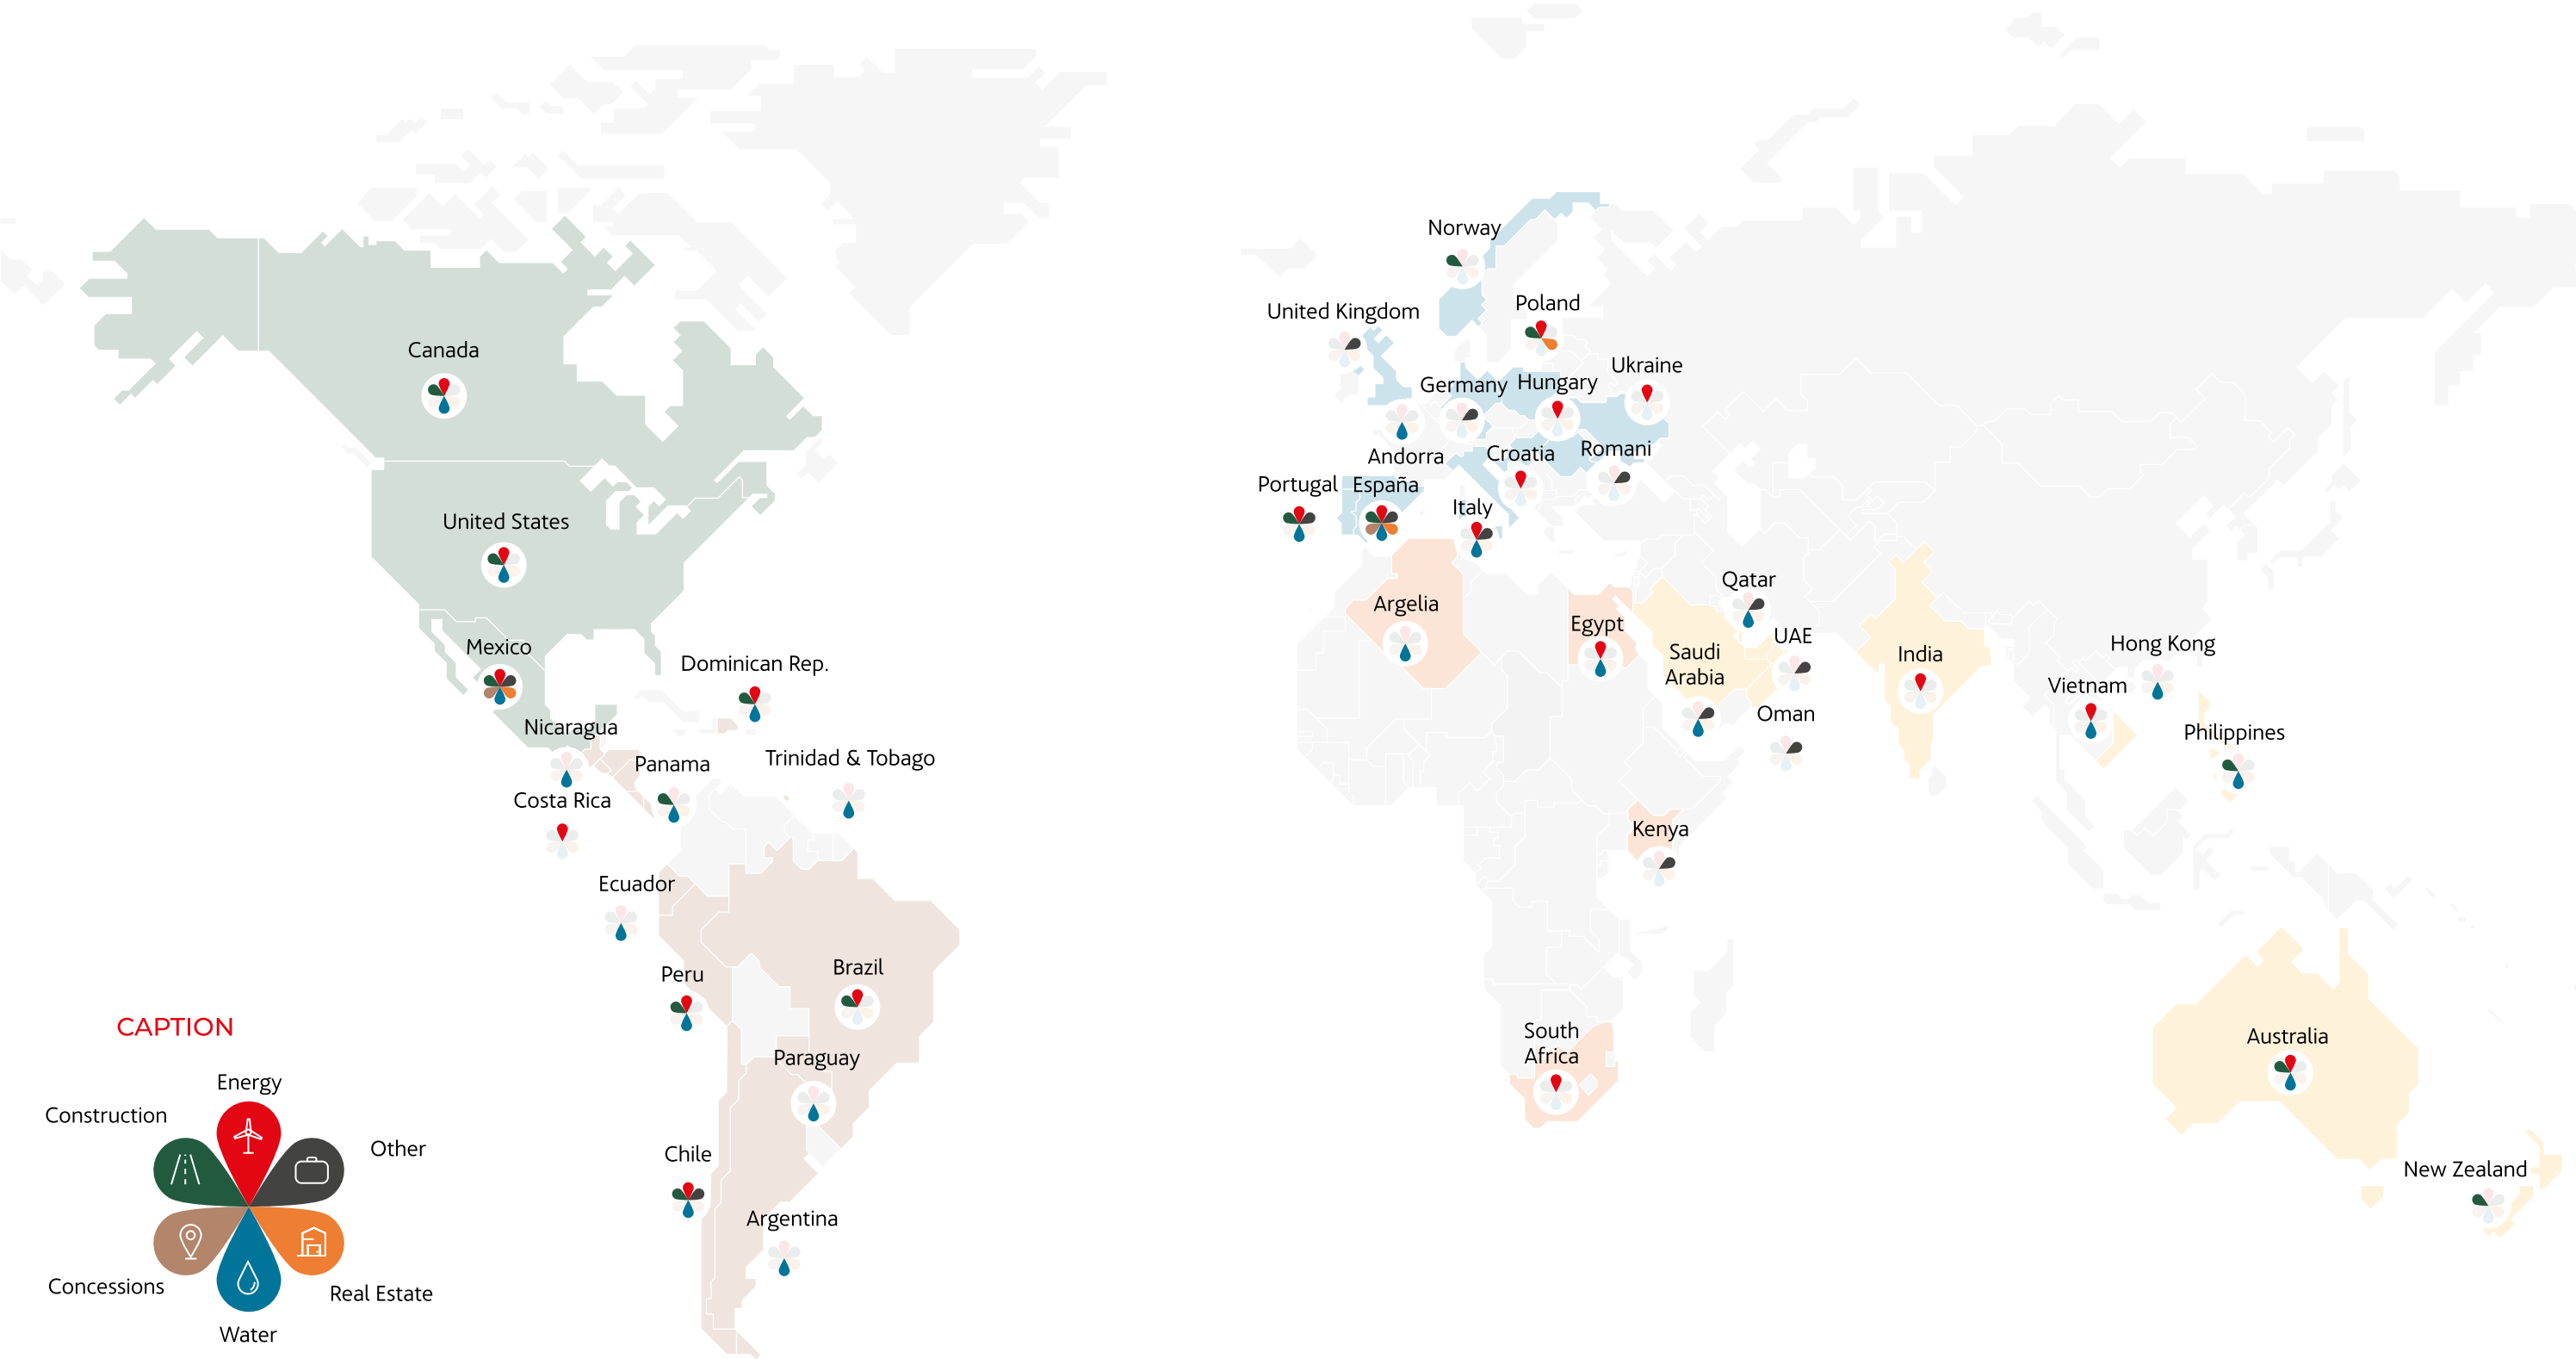 Norway
United Kingdom
Poland
Canada
Ukraine
Germany
Hungary
Andorra
Croatia
Romani
Portugal
España
Italy
United States
Qatar
Argelia
Egypt
UAE
Mexico
Saudi
Arabia
India
Hong Kong
Dominican Rep.
Vietnam
Oman
Nicaragua
Philippines
Panama
Trinidad & Tobago
Costa Rica
Kenya
Ecuador
Peru
Brazil
South
Africa
Australia
Paraguay
Chile
New Zealand
Argentina
CAPTION
Energy
Construction
Other
Concessions
Real Estate
Water